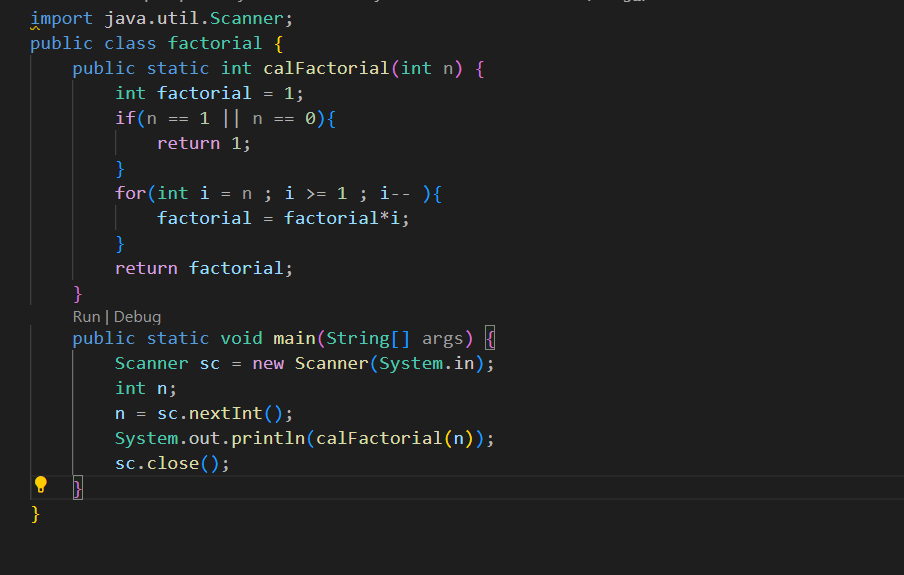 import java.util.Scanner;
public class factorial {
    public static int calFactorial(int n) {
        int factorial = 1;
        if(n == 1 || n == 0){
            return 1;
        }
        for(int i = n ; i >= 1 ; i-- ){
            factorial = factorial*i;
        }
        return factorial;
    }
    Run | Debug
    public static void main(String[] args) {
        Scanner sc = new Scanner(System.in);
        int n;
        n = sc.nextInt();
        System.out.println(calFactorial(n));
        sc.close();
    }
}